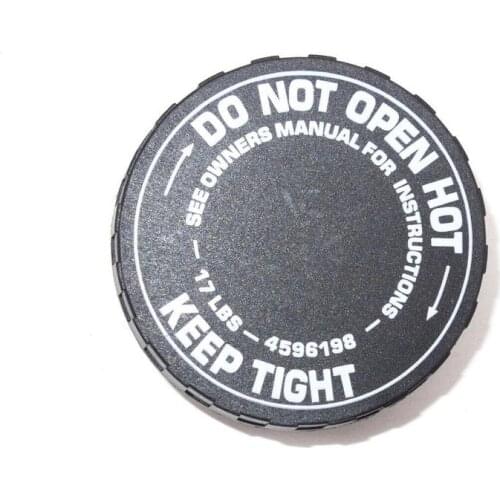 DO NOT OPEN HOT
SEE OWNERS MANUAL FOR INSTRUCTIONS
17 LBS – 4596198
KEEP TIGHT